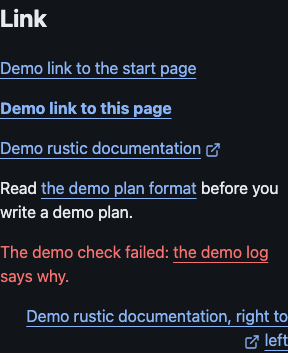 Link
Demo link to the start page
Demo link to this page
Demo rustic documentation
Read the demo plan format before you
write a demo plan.
The demo check failed: the demo log
says why.
Demo rustic documentation, right to
left